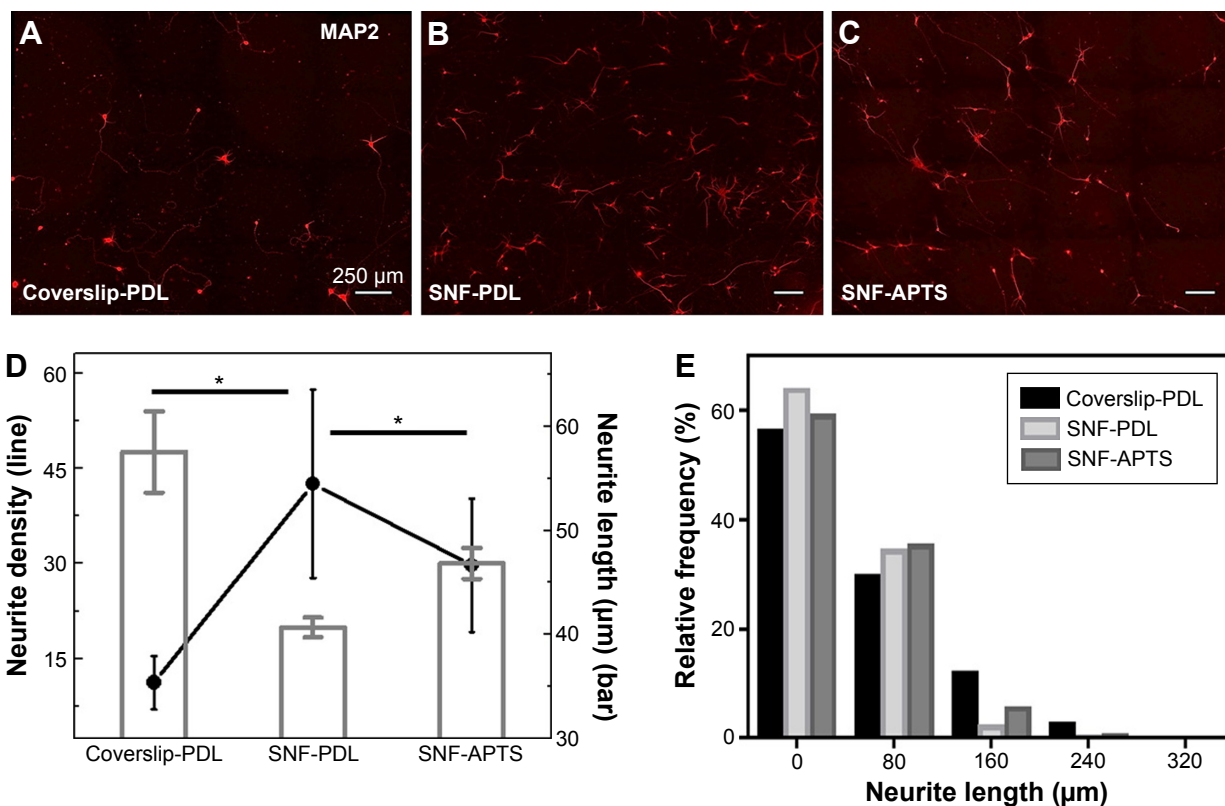 A
MAP2
Coverslip-PDL
250 µm
B
SNF-PDL
C
SNF-APTS
D
Neurite density (line)
60
45
30
15
*
*
60
50
40
30
Neurite length (µm) (bar)
Coverslip-PDL
SNF-PDL
SNF-APTS
E
Relative frequency (%)
60
40
20
0
Coverslip-PDL
SNF-PDL
SNF-APTS
0
80
160
240
320
Neurite length (µm)